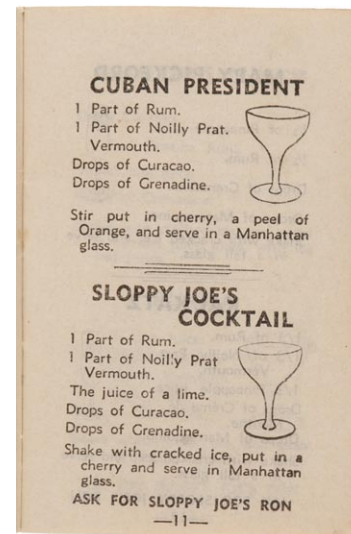 CUBAN PRESIDENT
1 Part of Rum.
1 Part of Noilly Prat.
Vermouth.
Drops of Curacao.
Drops of Grenadine.
Stir put in cherry, a peel of
Orange, and serve in a Manhattan
glass.
SLOPPY JOE'S
COCKTAIL
1 Part of Rum.
1 Part of Noilly Prat
Vermouth.
The juice of a lime.
Drops of Curacao.
Drops of Grenadine.
Shake with cracked ice, put in a
cherry and serve in Manhattan
glass.
ASK FOR SLOPPY JOE'S RON
—11—